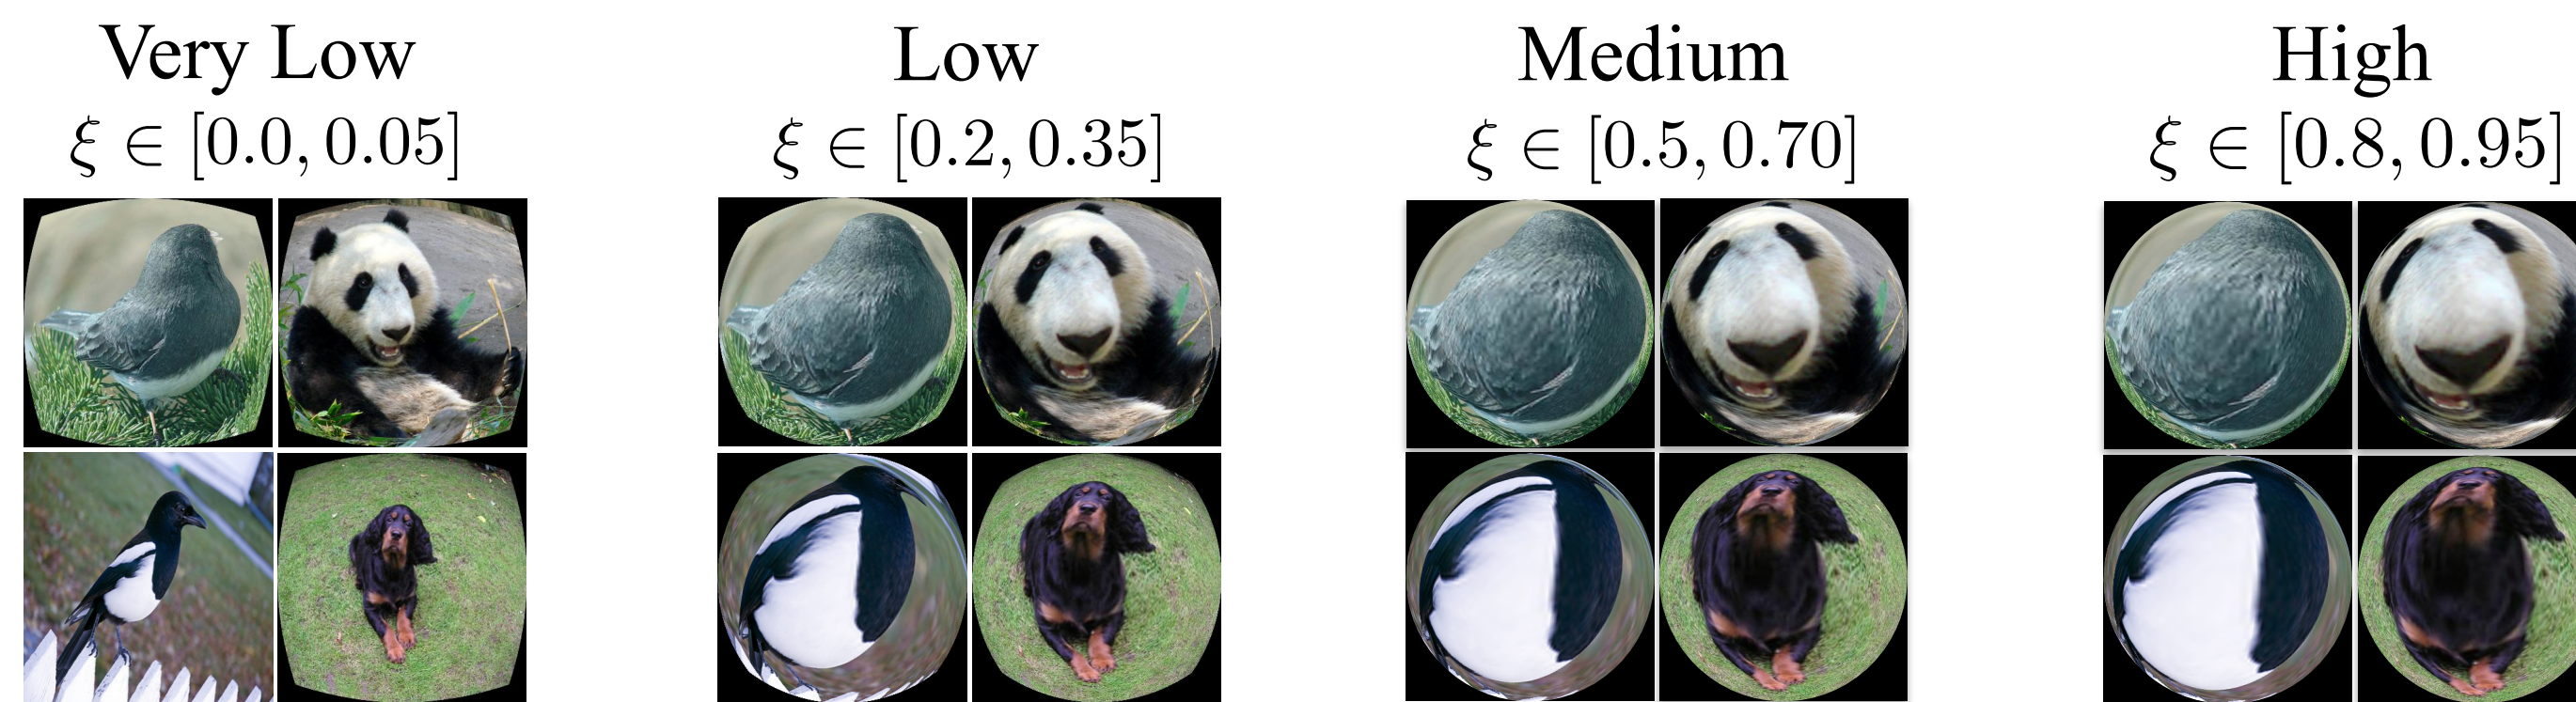 Very Low
ξ ∈ [0.0, 0.05]
Low
ξ ∈ [0.2, 0.35]
Medium
ξ ∈ [0.5, 0.70]
High
ξ ∈ [0.8, 0.95]